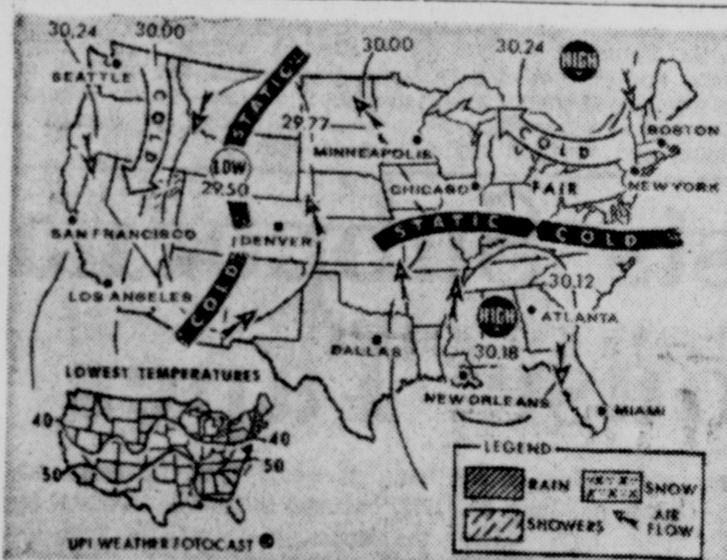 30.24 30.00 30.00 30.24 HIGH
SEATTLE
COLD
STATIC
29.77
COLD
BOSTON
MINNEAPOLIS
LOW
29.50
CHICAGO
FAIR
NEW YORK
SAN FRANCISCO
DENVER
STATIC COLD
COLD
LOS ANGELES
30.12
HIGH
ATLANTA
DALLAS
30.18
LOWEST TEMPERATURES
NEW ORLEANS
MIAMI
40 40
50 50
LEGEND
RAIN SNOW
SHOWERS AIR FLOW
UPI WEATHER FOTOCAST